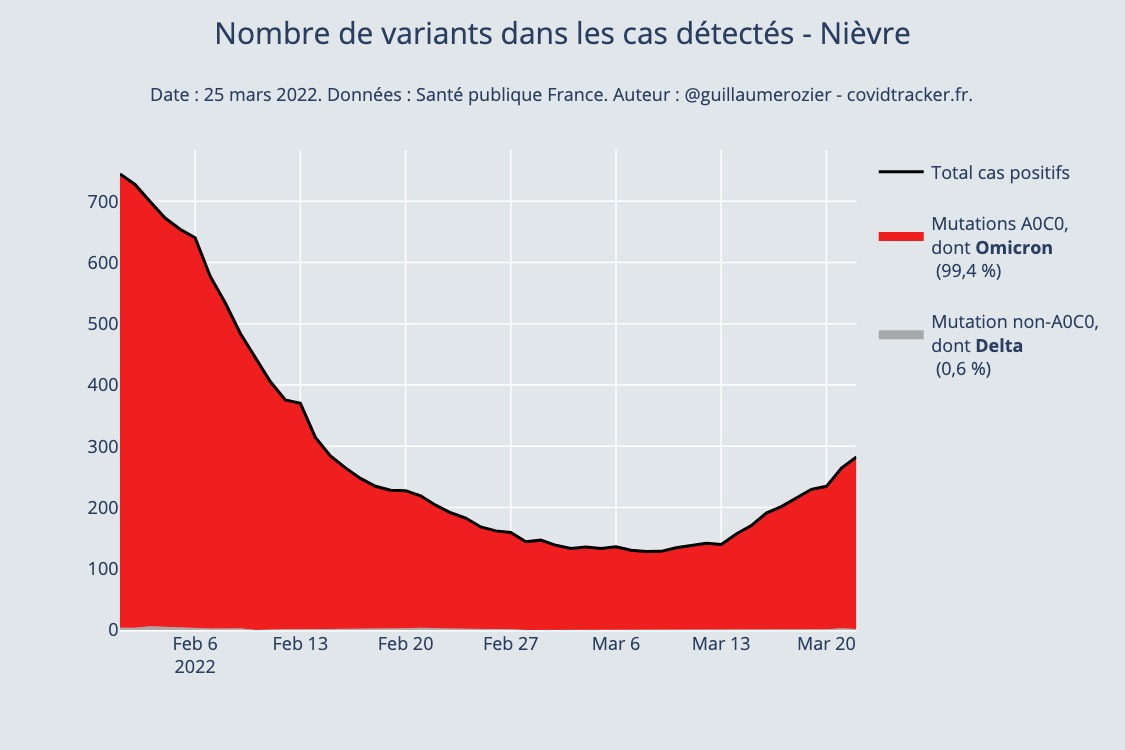 Nombre de variants dans les cas détectés - Nièvre
Date : 25 mars 2022. Données : Santé publique France. Auteur : @guillaumerozier - covidtracker.fr.
Total cas positifs
Mutations A0C0,
dont Omicron
(99,4 %)
Mutation non-A0C0,
dont Delta
(0,6 %)
700
600
500
400
300
200
100
0
Feb 6 Feb 13 Feb 20 Feb 27 Mar 6 Mar 13 Mar 20
2022